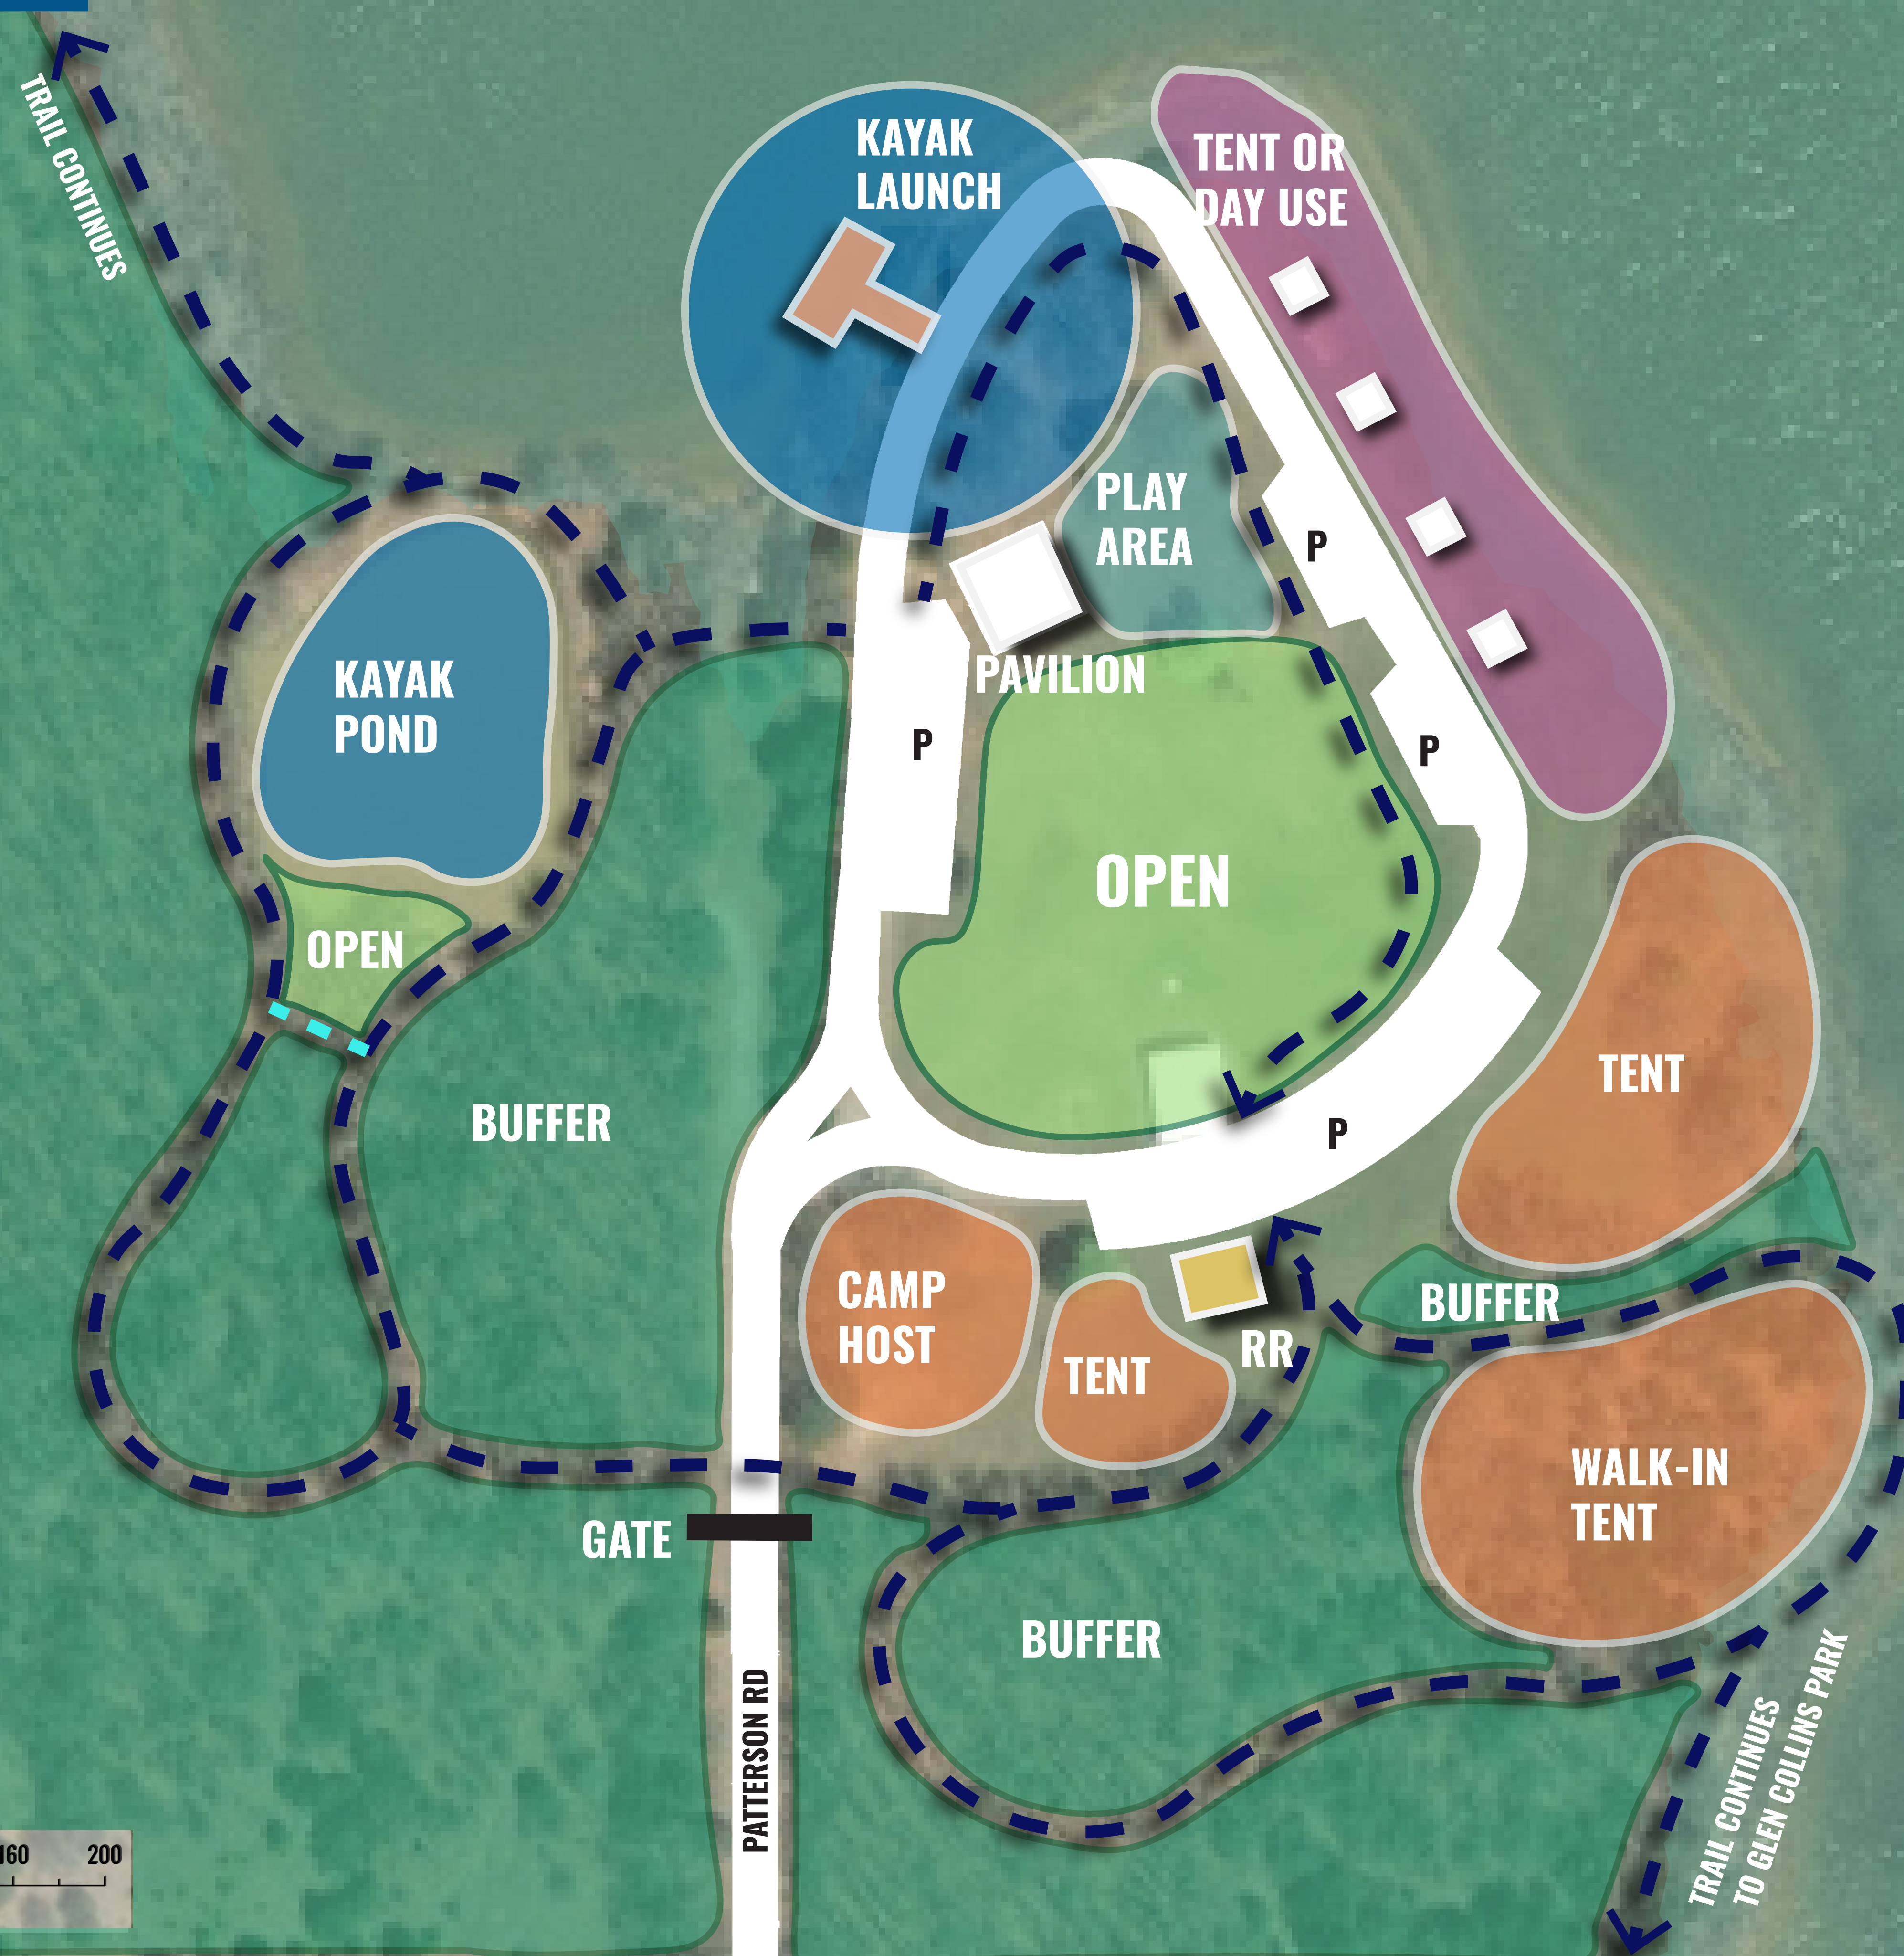 TRAIL CONTINUES
KAYAK
LAUNCH
TENT OR
DAY USE
PLAY
AREA
P
PAVILION
KAYAK
POND
P
P
OPEN
OPEN
TENT
BUFFER
P
CAMP
HOST
BUFFER
RR
TENT
WALK-IN
TENT
GATE
BUFFER
PATTERSON RD
TRAIL CONTINUES
TO GLEN COLLINS PARK
160
200